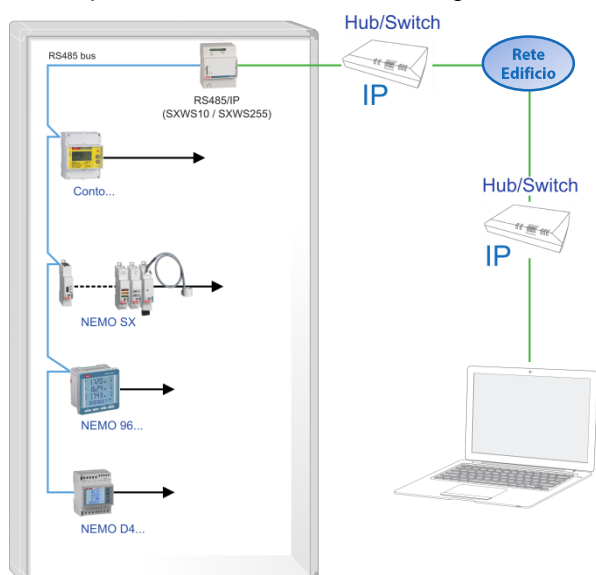 Hub/Switch
RS485 bus
Rete
Edificio
IP
RS485/IP
(SXWS10 / SXWS255)
Conto...
Hub/Switch
IP
NEMO SX
NEMO 96...
NEMO D4...